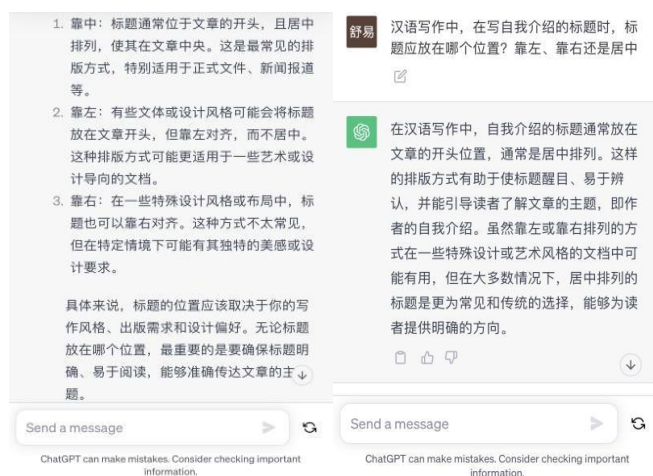 1. 靠中：标题通常位于文章的开头，且居中
排列，使其在文章中央。这是最常见的排
版方式，特别适用于正式文件、新闻报道
等。
2. 靠左：有些文体或设计风格可能会将标题
放在文章开头，但靠左对齐，而不居中。
这种排版方式可能更适用于一些艺术或设
计导向的文档。
3. 靠右：在一些特殊设计风格或布局中，标
题也可以靠右对齐。这种方式不太常见，
但在特定情境下可能有其独特的美感或设
计要求。
具体来说，标题的位置应该取决于你的写
作风格、出版需求和设计偏好。无论标题
放在哪个位置，最重要的是要确保标题明
确、易于阅读，能够准确传达文章的主
题。
Send a message
ChatGPT can make mistakes. Consider checking important
information.
舒易
汉语写作中，在写自我介绍的标题时，标
题应放在哪个位置？靠左、靠右还是居中
在汉语写作中，自我介绍的标题通常放在
文章的开头位置，通常是居中排列。这样
的排版方式有助于使标题醒目、易于辨
认，并能引导读者了解文章的主题，即作
者的自我介绍。虽然靠左或靠右排列的方
式在一些特殊设计或艺术风格的文档中可
能有用，但在大多数情况下，居中排列的
标题是更为常见和传统的选择，能够为读
者提供明确的方向。
Send a message
ChatGPT can make mistakes. Consider checking important
information.